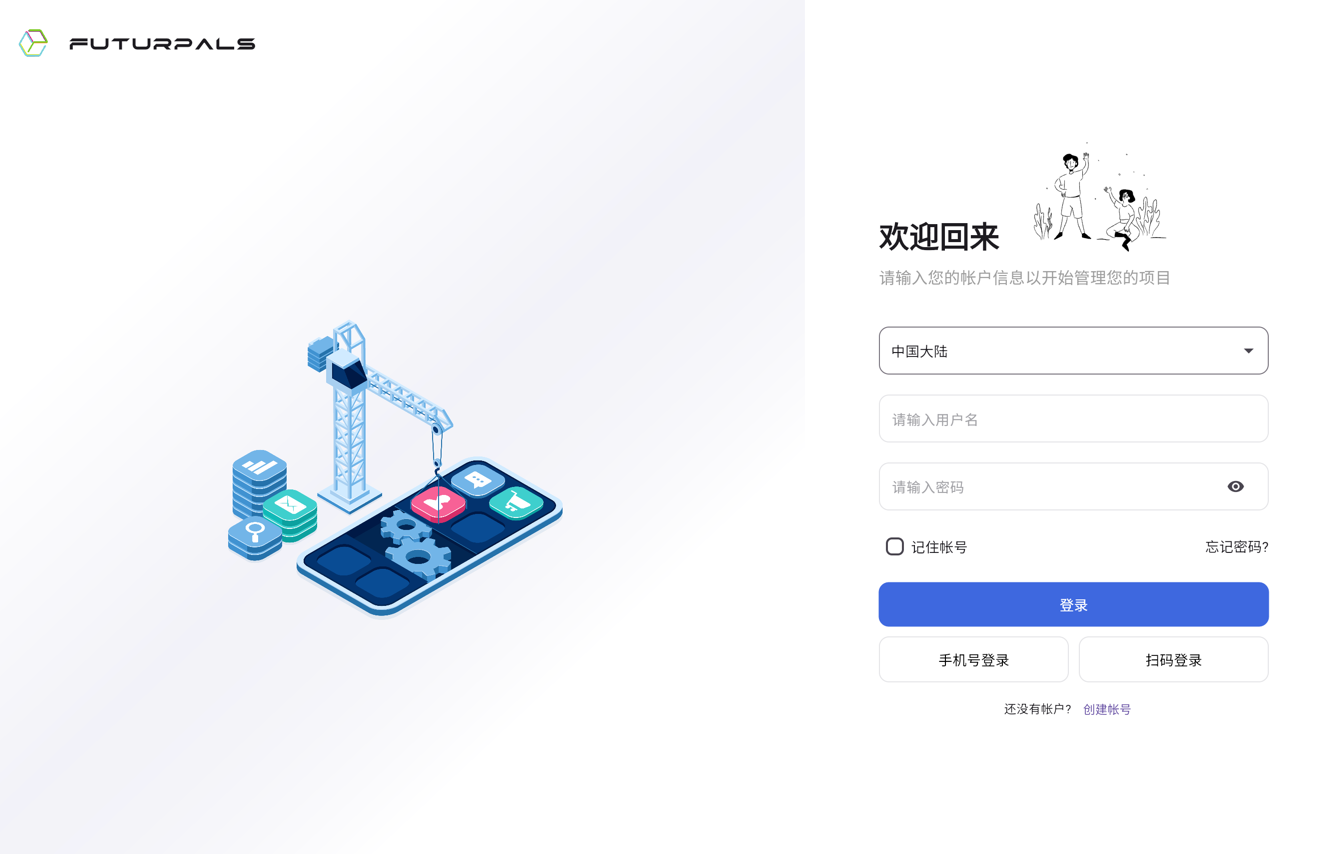 FUTURPALS
欢迎回来
请输入您的帐户信息以开始管理您的项目
中国大陆
请输入用户名
请输入密码
记住帐号 忘记密码?
登录
手机号登录 扫码登录
还没有帐户? 创建帐号